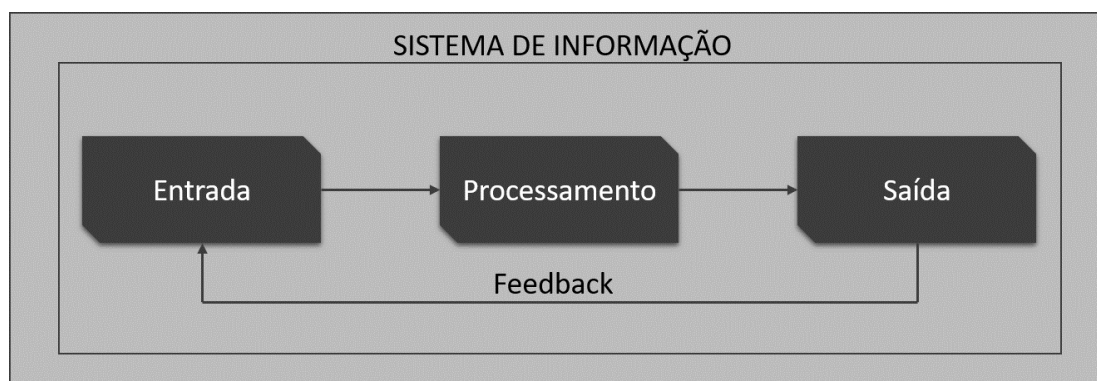 SISTEMA DE INFORMAÇÃO
Entrada
Processamento
Saída
Feedback